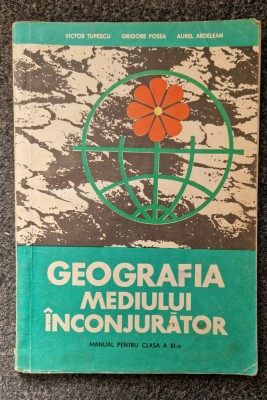 VICTOR TUFESCU GRIGORE POSEA AUREL ARDELEAN
GEOGRAFIA
MEDIULUI
ÎNCONJURĂTOR
MANUAL PENTRU CLASA A XI-a